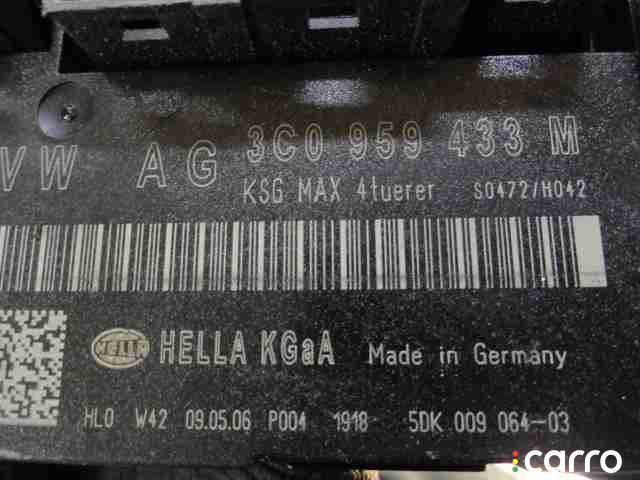 VW AG 3C0 959 433 M
KSG MAX 4tuerer S0472/H042
HELLA HELLA KGaA Made in Germany
HLO W42 09.05.06 P004 1918 5DK 009 064-03
carro